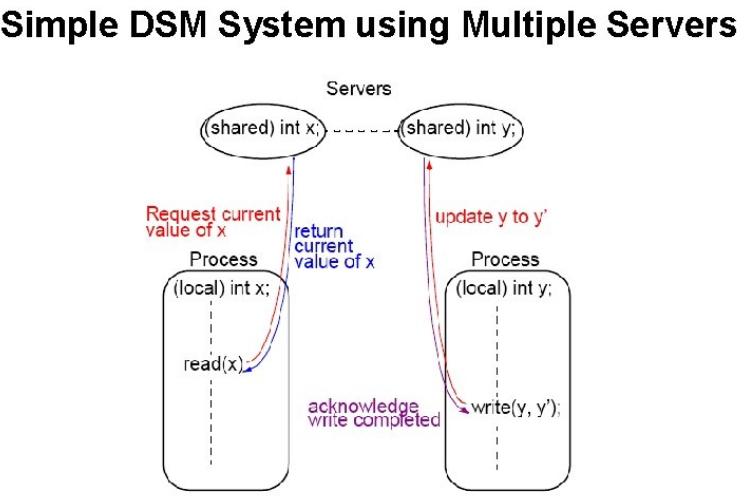 Simple DSM System using Multiple Servers
Servers
(shared) int x;
(shared) int y;
Request current
value of x
return
current
value of x
update y to y’
Process
Process
(local) int x;
(local) int y;
read(x)
acknowledge
write completed
write(y, y’);